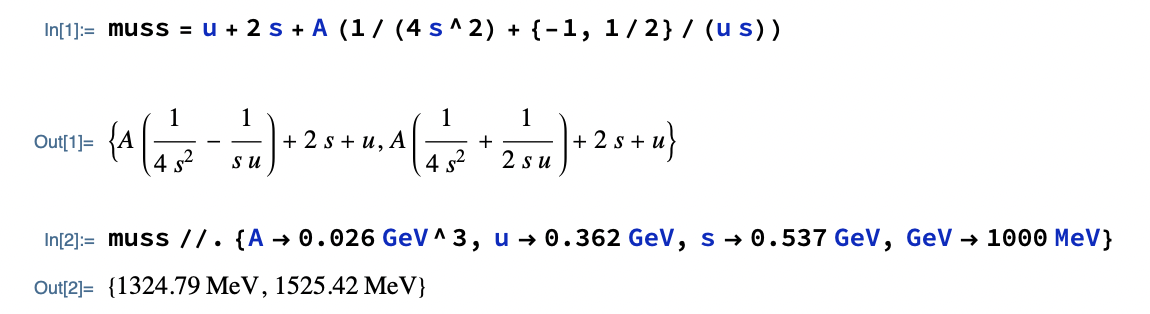 In[1]:= muss = u + 2 s + A (1 / (4 s ^ 2) + {-1, 1 / 2} / (u s))
Out[1]= {A (1/(4 s²) − 1/(s u)) + 2 s + u, A (1/(4 s²) + 1/(2 s u)) + 2 s + u}
In[2]:= muss //. {A → 0.026 GeV ^ 3, u → 0.362 GeV, s → 0.537 GeV, GeV → 1000 MeV}
Out[2]= {1324.79 MeV, 1525.42 MeV}